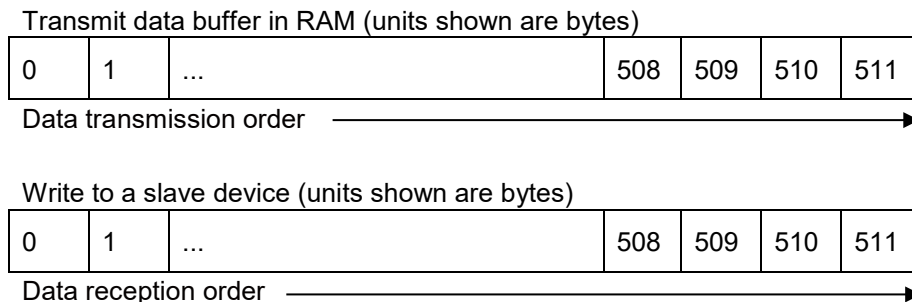 Transmit data buffer in RAM (units shown are bytes)
0 1 ... 508 509 510 511
Data transmission order
Write to a slave device (units shown are bytes)
0 1 ... 508 509 510 511
Data reception order